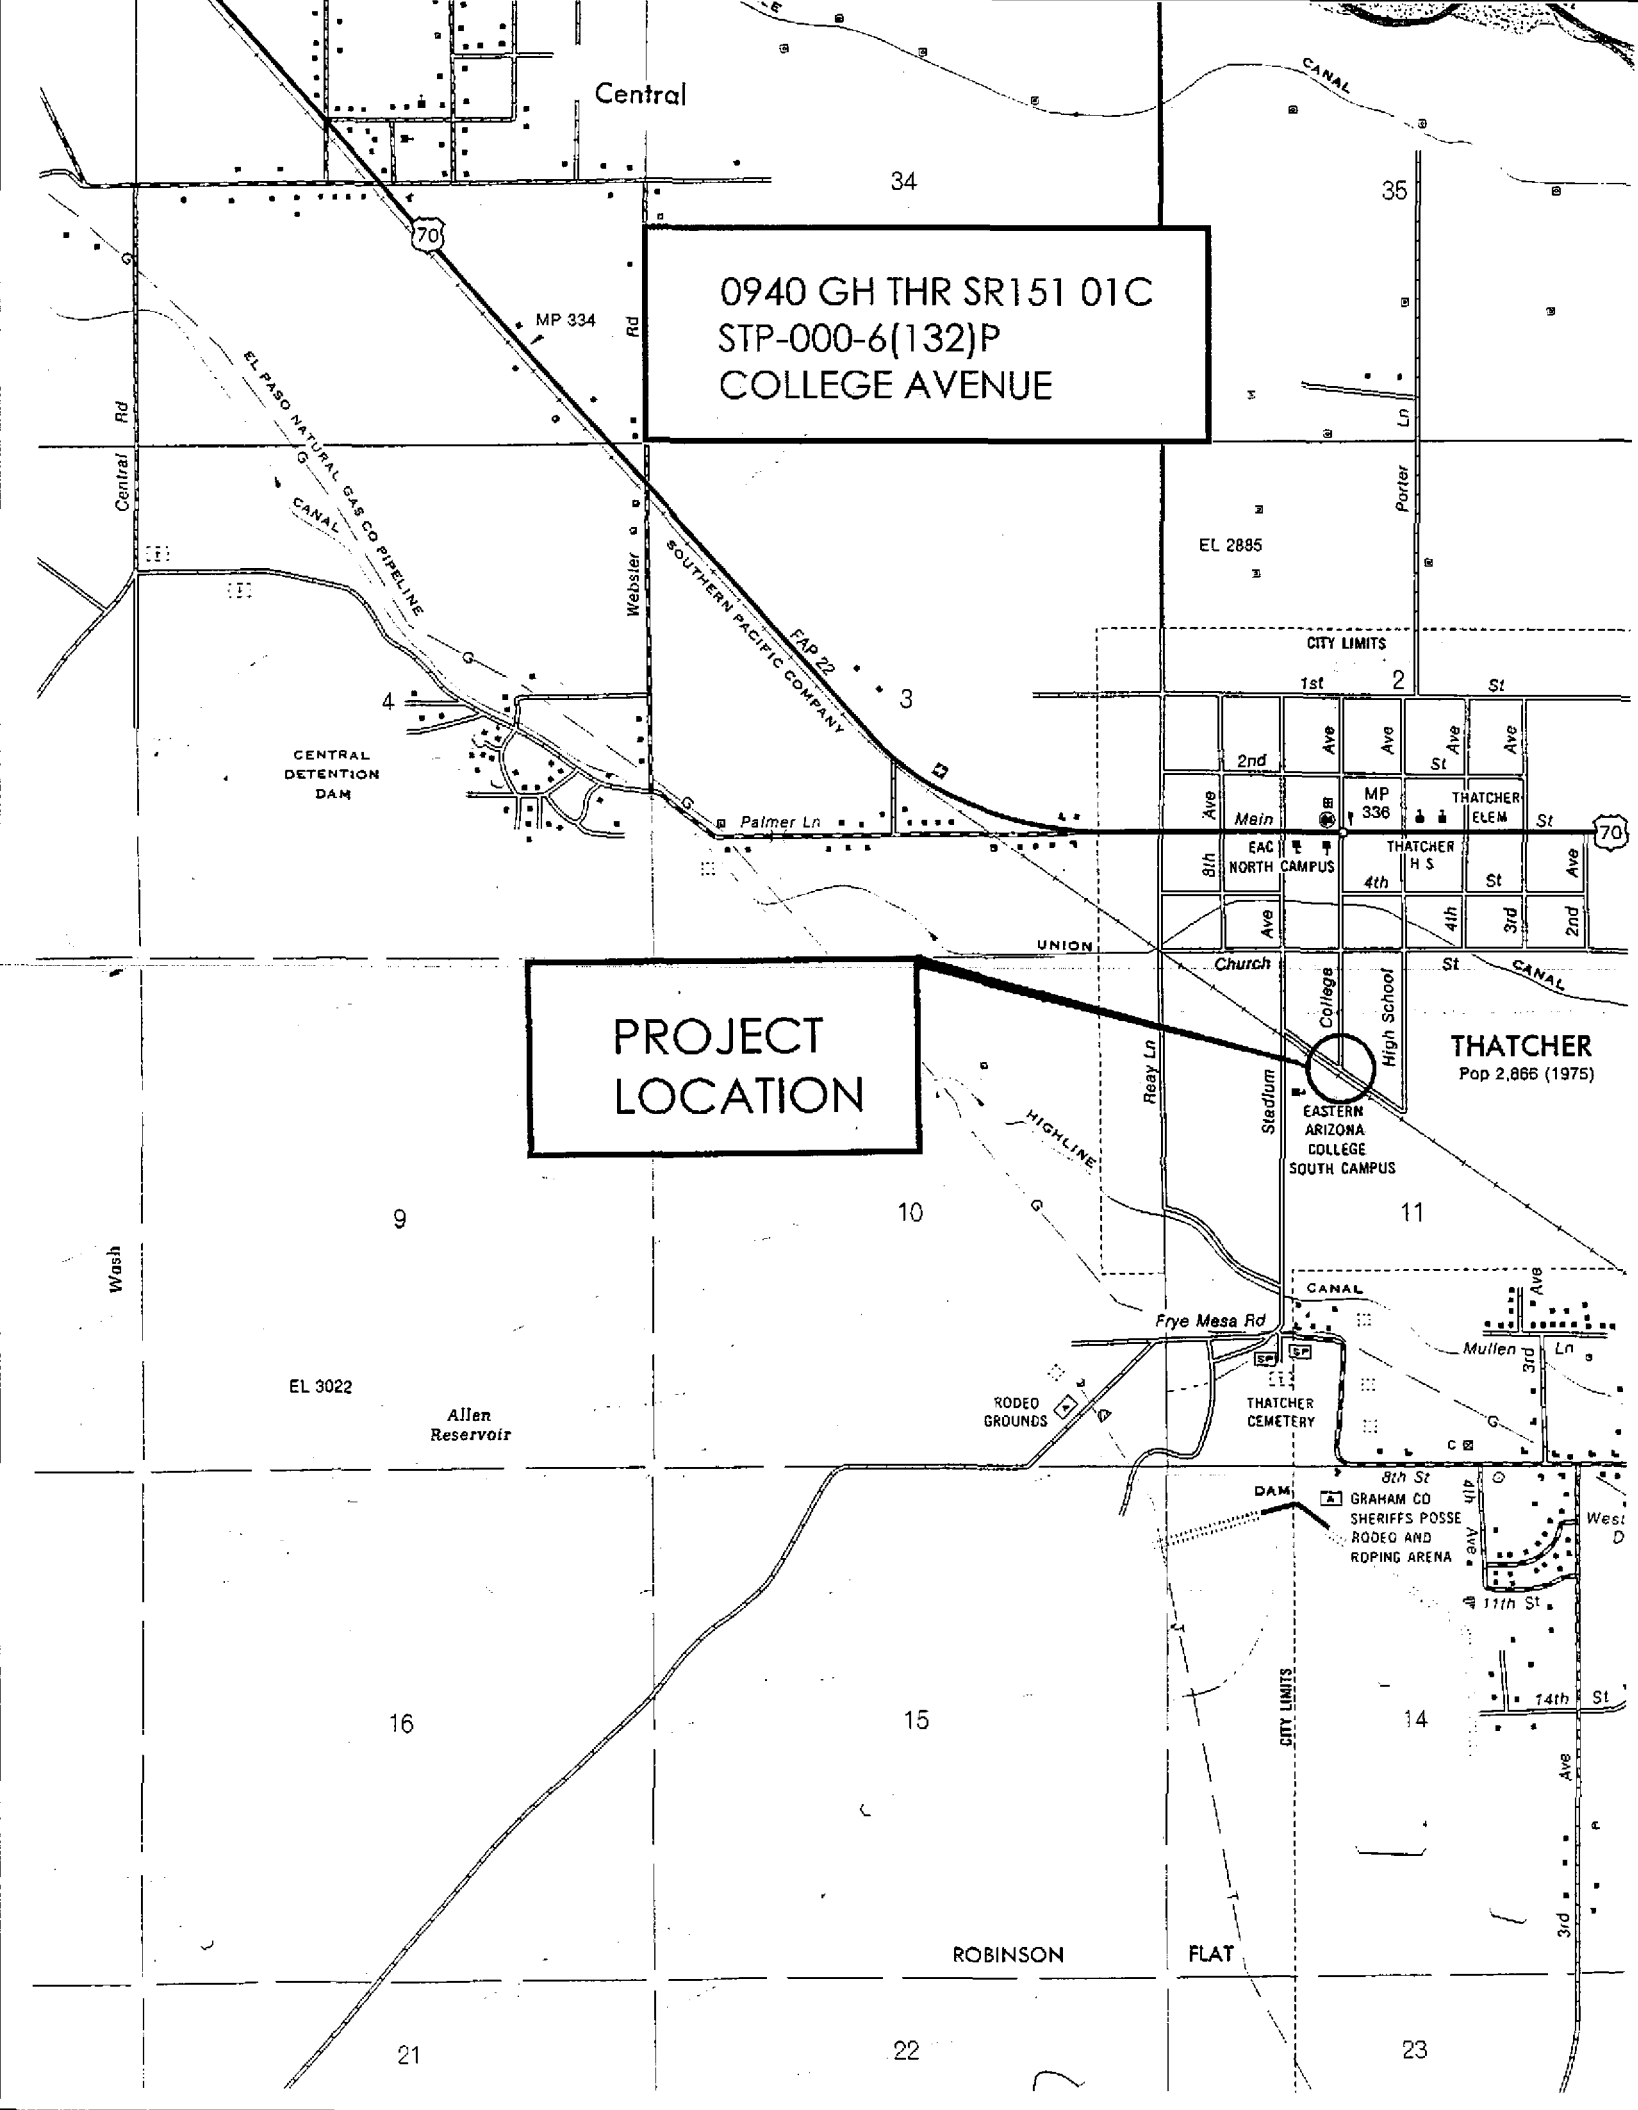 LE
CANAL
Central
34
35
70
0940 GH THR SR151 01C
STP-000-6(132)P
COLLEGE AVENUE
MP 334
Rd
G
EL PASO NATURAL GAS CO PIPELINE
G
CANAL
Central Rd
Porter Ln
EL 2885
Webster
SOUTHERN PACIFIC COMPANY
FAP 22
CITY LIMITS
G
4
3
1st
2
St
Ave
Ave
Ave
Ave
2nd
St
CENTRAL
DETENTION
DAM
G
Palmer Ln
8th Ave
Main
MP
336
THATCHER
ELEM
St
70
EAC
NORTH CAMPUS
THATCHER
H S
4th
St
Ave
Ave
4th
3rd
2nd
UNION
Church
St
CANAL
College
High School
PROJECT
LOCATION
THATCHER
Pop 2,866 (1975)
Reay Ln
Stadium
HIGHLINE
EASTERN
ARIZONA
COLLEGE
SOUTH CAMPUS
G
9
10
11
Wash
CANAL
Ave
Frye Mesa Rd
Mullen
Ln
3rd
SP
SP
EL 3022
Allen
Reservoir
RODEO
GROUNDS
A
THATCHER
CEMETERY
G
C
8th St
4th Ave
DAM
A
GRAHAM CO
SHERIFFS POSSE
RODEO AND
ROPING ARENA
West
D
11th St
CITY LIMITS
14th St
16
15
14
Ave
3rd
ROBINSON FLAT
21
22
23